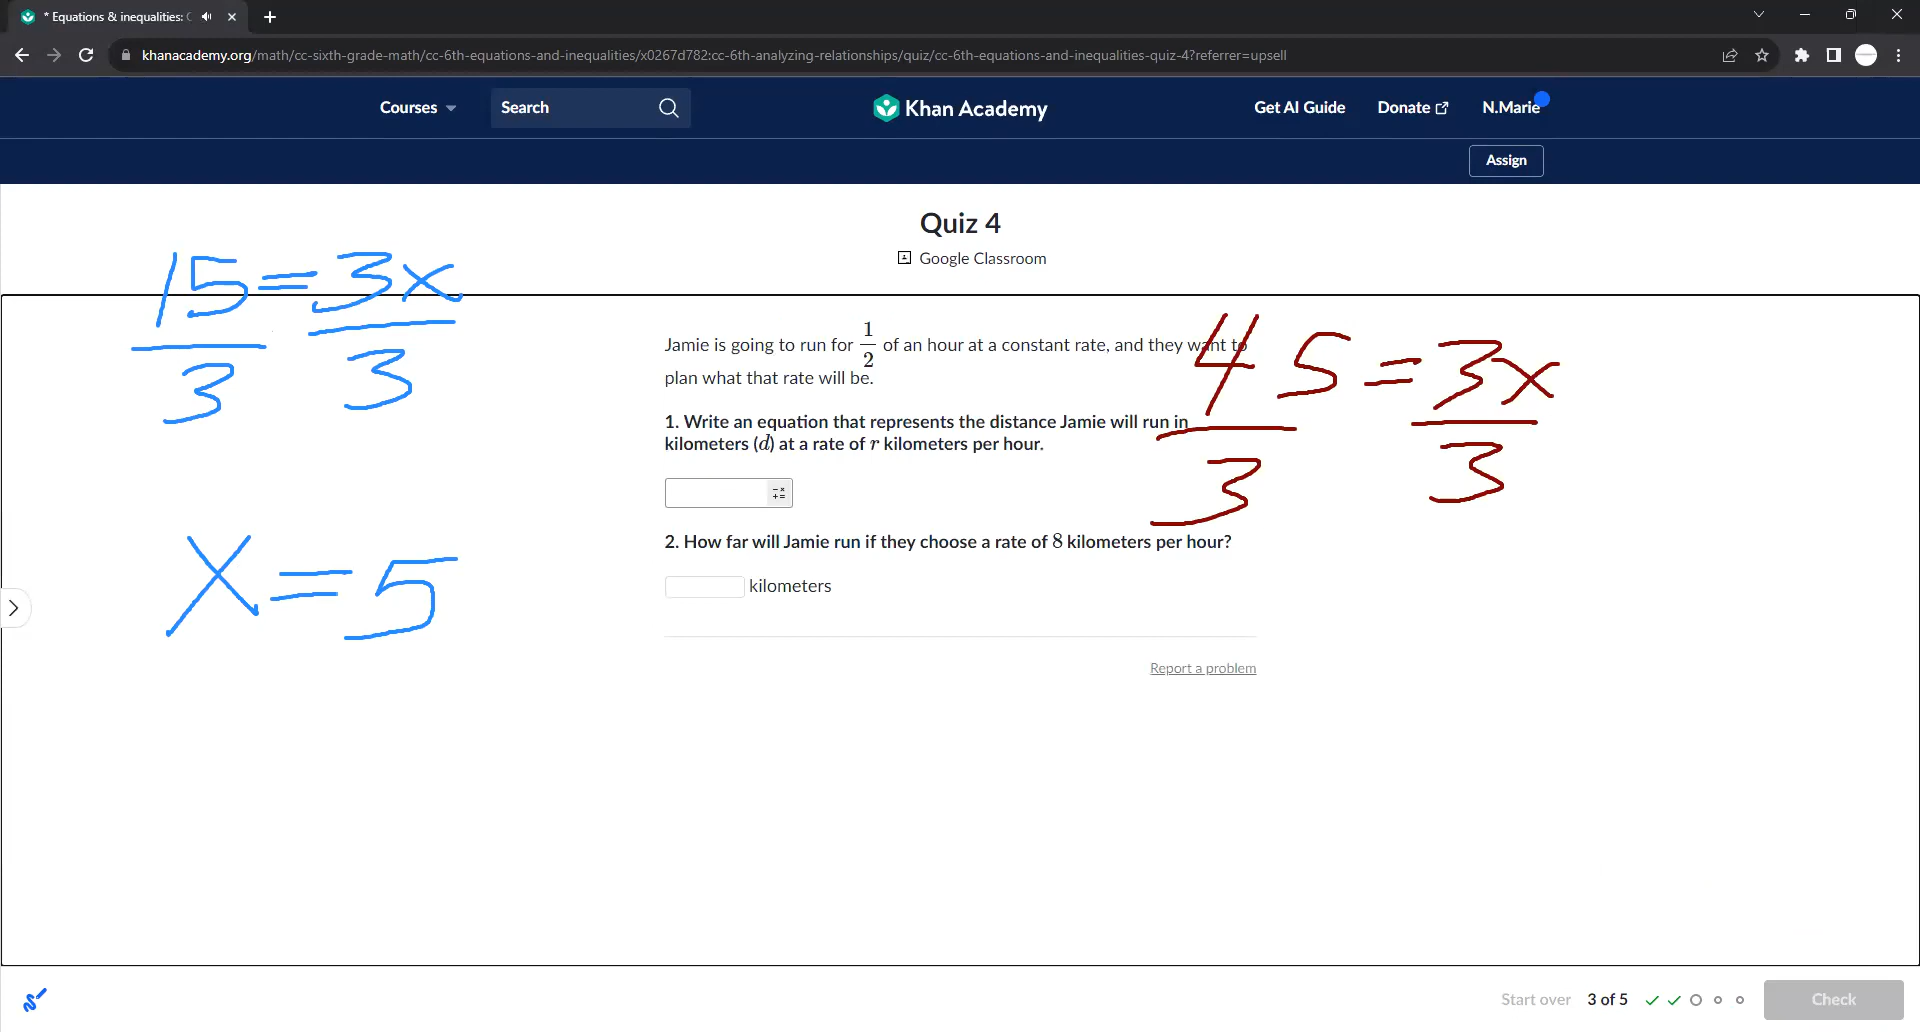 * Equations & inequalities:
khanacademy.org/math/cc-sixth-grade-math/cc-6th-equations-and-inequalities/x0267d782:cc-6th-analyzing-relationships/quiz/cc-6th-equations-and-inequalities-quiz-4?referrer=upsell
Courses Search Khan Academy Get AI Guide Donate N.Marie
Assign
Quiz 4
Google Classroom
15 = 3x
3 3
x = 5
Jamie is going to run for 1/2 of an hour at a constant rate, and they want to
plan what that rate will be.
45 = 3x
3 3
1. Write an equation that represents the distance Jamie will run in
kilometers (d) at a rate of r kilometers per hour.
2. How far will Jamie run if they choose a rate of 8 kilometers per hour?
kilometers
Report a problem
Start over 3 of 5 Check